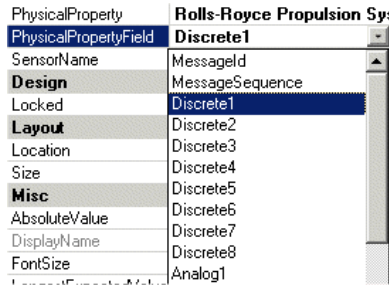 PhysicalProperty Rolls-Royce Propulsion Sys
PhysicalPropertyField Discrete1
SensorName MessageId
Design MessageSequence
Locked Discrete1
Layout Discrete2
Location Discrete3
Size Discrete4
Misc Discrete5
AbsoluteValue Discrete6
DisplayName Discrete7
FontSize Discrete8
Analog1